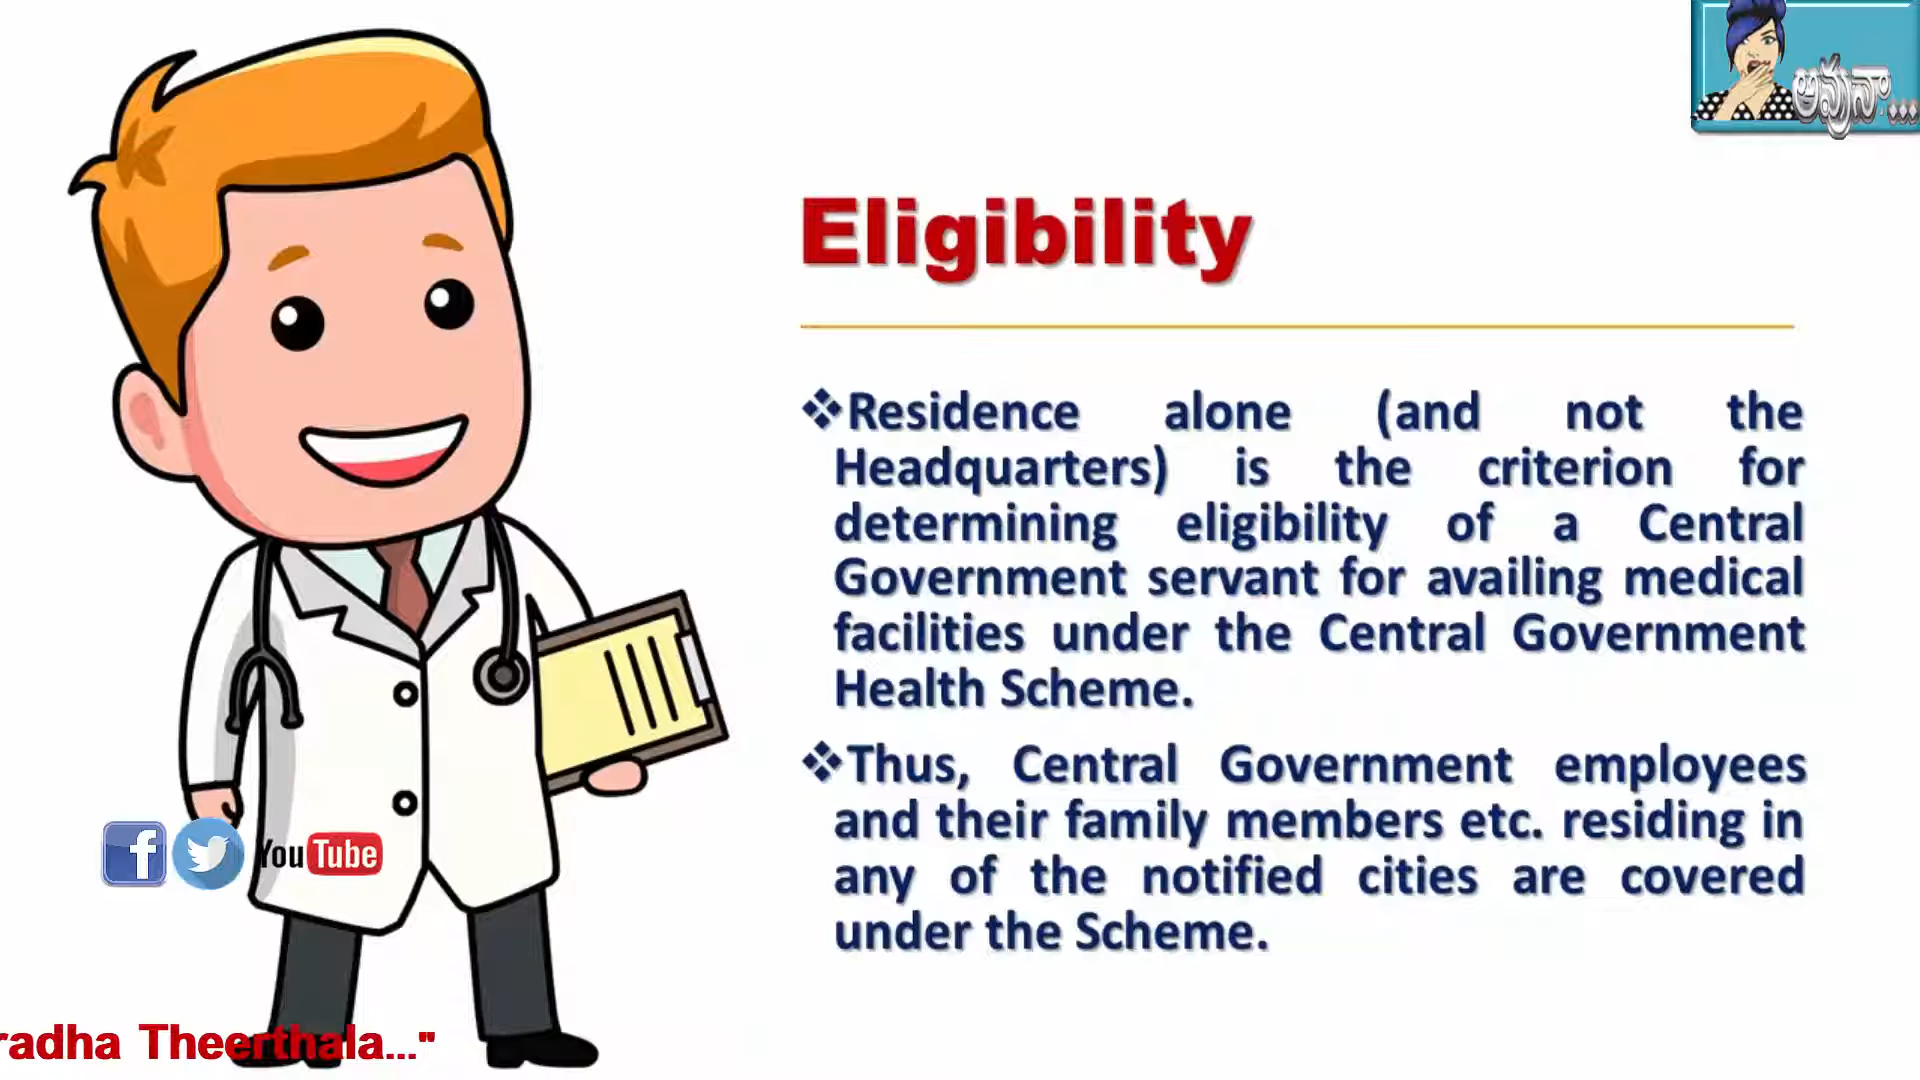 అవునా...
Eligibility
❖Residence alone (and not the
Headquarters) is the criterion for
determining eligibility of a Central
Government servant for availing medical
facilities under the Central Government
Health Scheme.
❖Thus, Central Government employees
and their family members etc. residing in
any of the notified cities are covered
under the Scheme.
f
YouTube
radha Theerthala..."